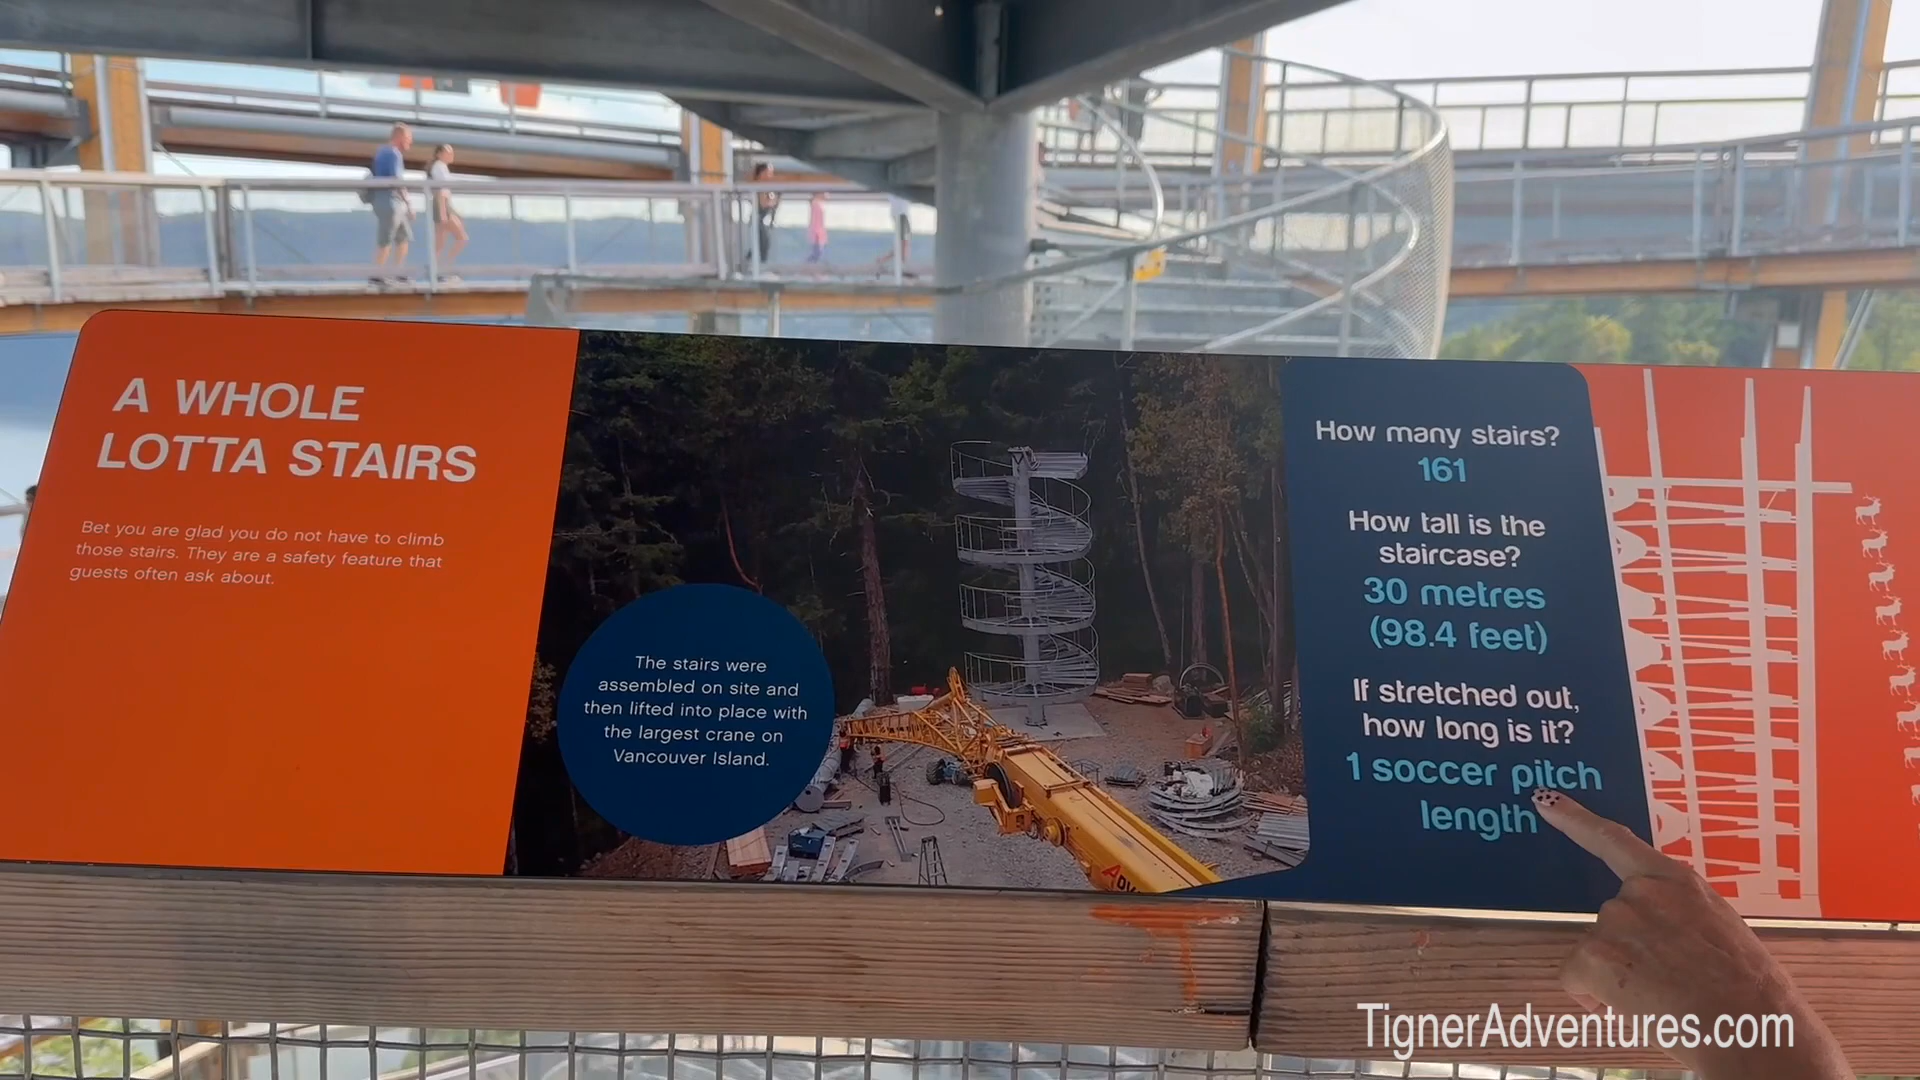 A WHOLE
LOTTA STAIRS
Bet you are glad you do not have to climb
those stairs. They are a safety feature that
guests often ask about.
The stairs were
assembled on site and
then lifted into place with
the largest crane on
Vancouver Island.
How many stairs?
161
How tall is the
staircase?
30 metres
(98.4 feet)
If stretched out,
how long is it?
1 soccer pitch
length
TignerAdventures.com